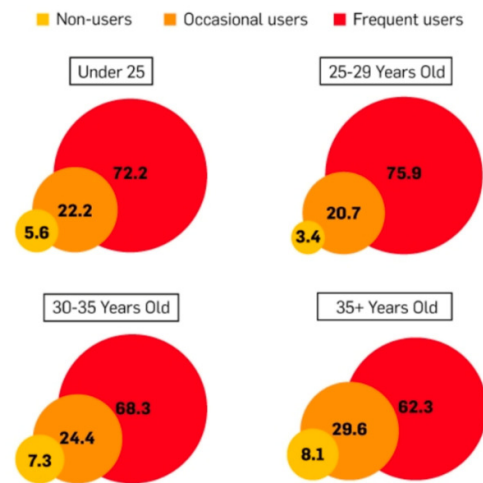 Non-users Occasional users Frequent users
Under 25 25-29 Years Old
72.2 75.9
22.2 20.7
5.6 3.4
30-35 Years Old 35+ Years Old
68.3 62.3
24.4 29.6
7.3 8.1